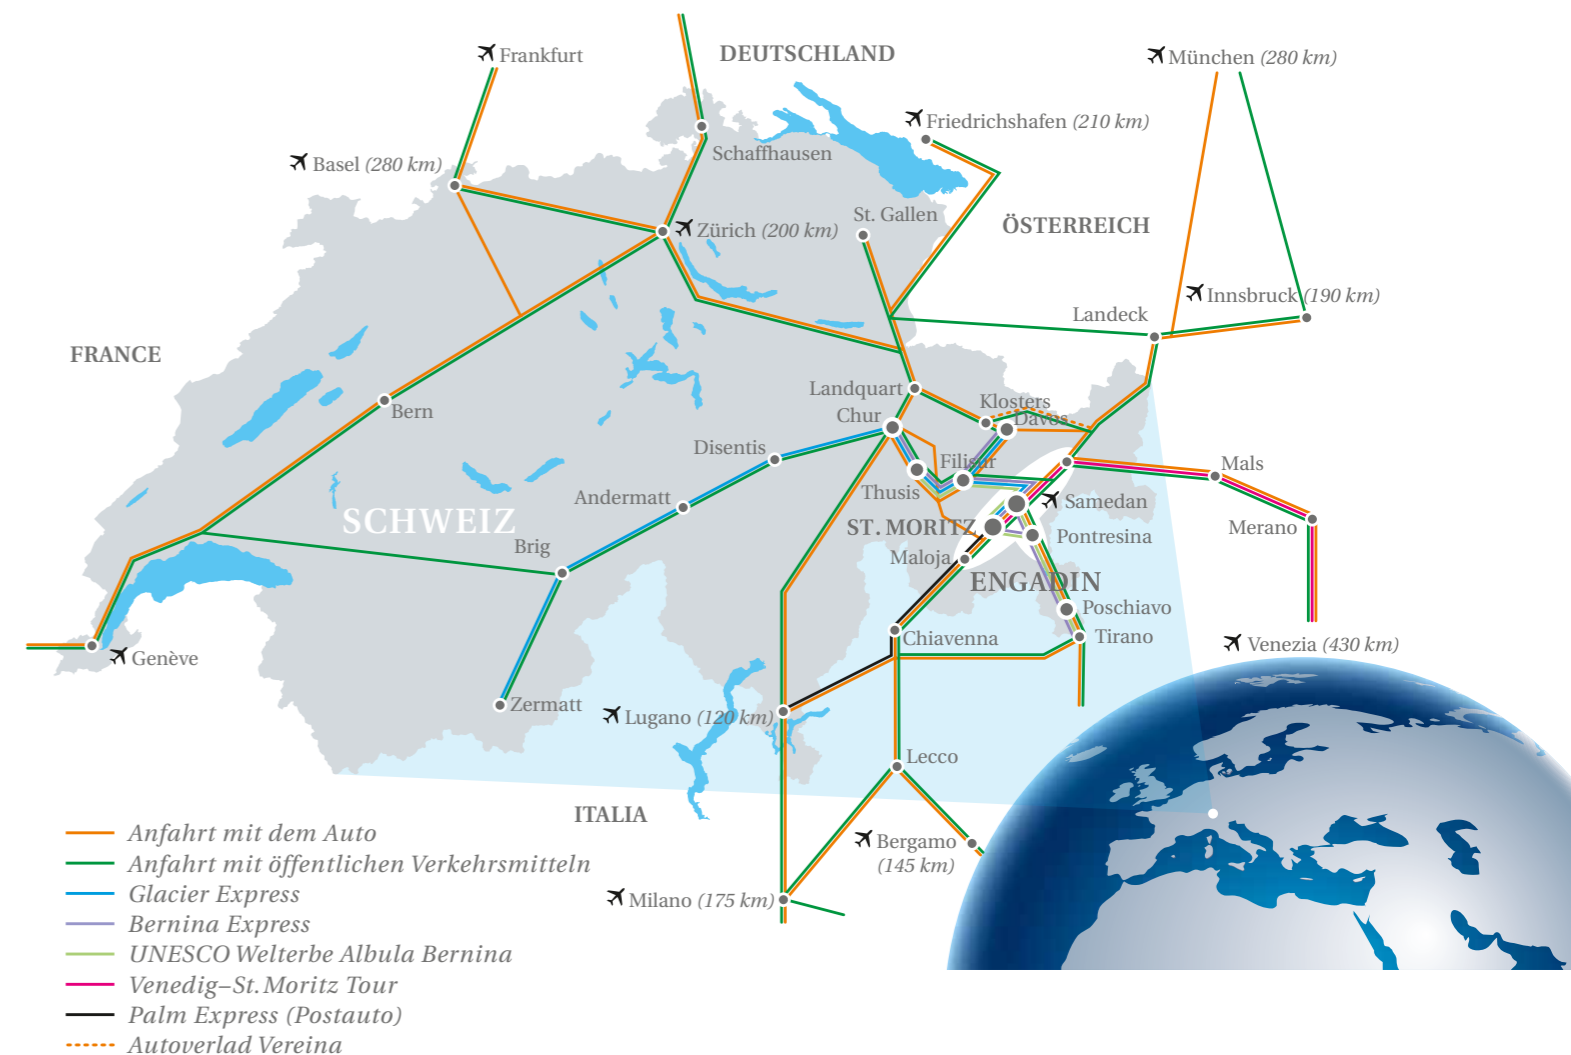 Frankfurt
DEUTSCHLAND
München (280 km)
Friedrichshafen (210 km)
Schaffhausen
Basel (280 km)
St. Gallen
Zürich (200 km)
ÖSTERREICH
Innsbruck (190 km)
Landeck
FRANCE
Landquart
Klosters
Bern
Chur
Davos
Disentis
Filisur
Mals
Thusis
Andermatt
Samedan
SCHWEIZ
ST. MORITZ
Merano
Pontresina
Brig
Maloja
ENGADIN
Poschiavo
Chiavenna
Tirano
Venezia (430 km)
Genève
Zermatt
Lugano (120 km)
Lecco
ITALIA
Bergamo
(145 km)
Milano (175 km)
Anfahrt mit dem Auto
Anfahrt mit öffentlichen Verkehrsmitteln
Glacier Express
Bernina Express
UNESCO Welterbe Albula Bernina
Venedig–St. Moritz Tour
Palm Express (Postauto)
Autoverlad Vereina